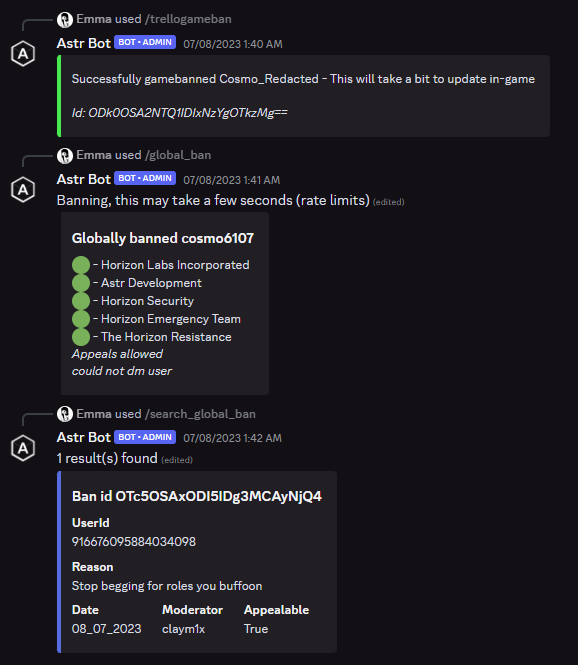 Emma used /trellogameban
A
Astr Bot BOT • ADMIN 07/08/2023 1:40 AM
Successfully gamebanned Cosmo_Redacted - This will take a bit to update in-game
Id: ODk0OSA2NTQ1IDIxNzYgOTkzMg==
Emma used /global_ban
A
Astr Bot BOT • ADMIN 07/08/2023 1:41 AM
Banning, this may take a few seconds (rate limits) (edited)
Globally banned cosmo6107
- Horizon Labs Incorporated
- Astr Development
- Horizon Security
- Horizon Emergency Team
- The Horizon Resistance
Appeals allowed
could not dm user
Emma used /search_global_ban
A
Astr Bot BOT • ADMIN 07/08/2023 1:42 AM
1 result(s) found (edited)
Ban id OTc5OSAxODI5IDg3MCAyNjQ4
UserId
916676095884034098
Reason
Stop begging for roles you buffoon
Date Moderator Appealable
08_07_2023 claym1x True